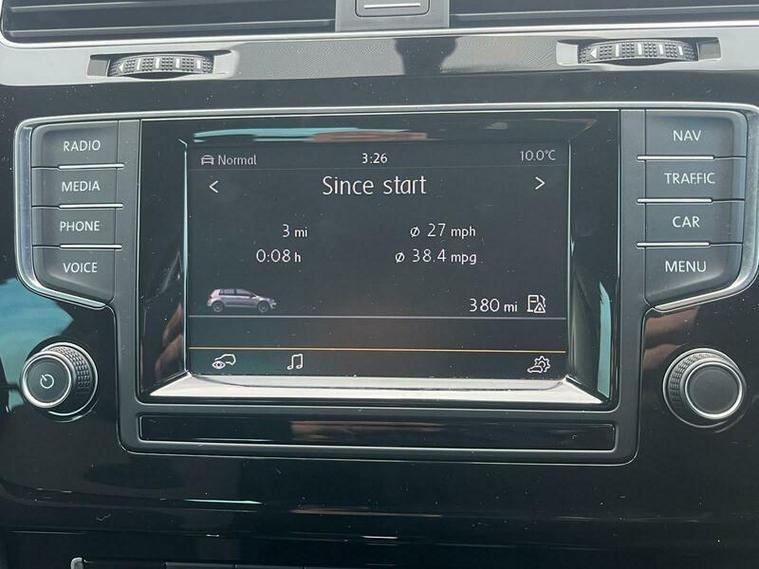 RADIO
MEDIA
PHONE
VOICE
Normal 3:26 10.0°C
< Since start >
3 mi ⌀ 27 mph
0:08 h ⌀ 38.4 mpg
380 mi
NAV
TRAFFIC
CAR
MENU